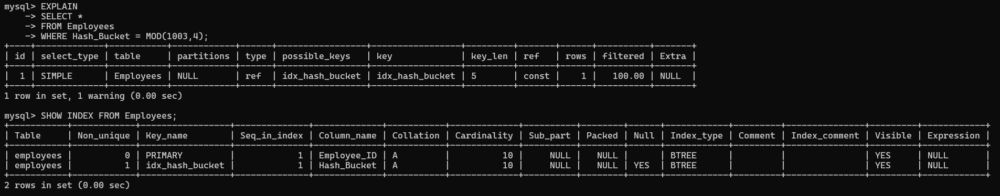 mysql> EXPLAIN
    -> SELECT *
    -> FROM Employees
    -> WHERE Hash_Bucket = MOD(1003,4);
+----+-------------+-----------+------------+------+-----------------+-----------------+---------+-------+------+----------+-------+
| id | select_type | table     | partitions | type | possible_keys   | key             | key_len | ref   | rows | filtered | Extra |
+----+-------------+-----------+------------+------+-----------------+-----------------+---------+-------+------+----------+-------+
|  1 | SIMPLE      | Employees | NULL       | ref  | idx_hash_bucket | idx_hash_bucket | 5       | const |    1 |   100.00 | NULL  |
+----+-------------+-----------+------------+------+-----------------+-----------------+---------+-------+------+----------+-------+
1 row in set, 1 warning (0.00 sec)

mysql> SHOW INDEX FROM Employees;
+-----------+------------+-----------------+--------------+-------------+-----------+-------------+----------+--------+------+------------+---------+---------------+---------+------------+
| Table     | Non_unique | Key_name        | Seq_in_index | Column_name | Collation | Cardinality | Sub_part | Packed | Null | Index_type | Comment | Index_comment | Visible | Expression |
+-----------+------------+-----------------+--------------+-------------+-----------+-------------+----------+--------+------+------------+---------+---------------+---------+------------+
| employees |          0 | PRIMARY         |            1 | Employee_ID | A         |          10 |     NULL |   NULL |      | BTREE      |         |               | YES     | NULL       |
| employees |          1 | idx_hash_bucket |            1 | Hash_Bucket | A         |          10 |     NULL |   NULL | YES  | BTREE      |         |               | YES     | NULL       |
+-----------+------------+-----------------+--------------+-------------+-----------+-------------+----------+--------+------+------------+---------+---------------+---------+------------+
2 rows in set (0.00 sec)